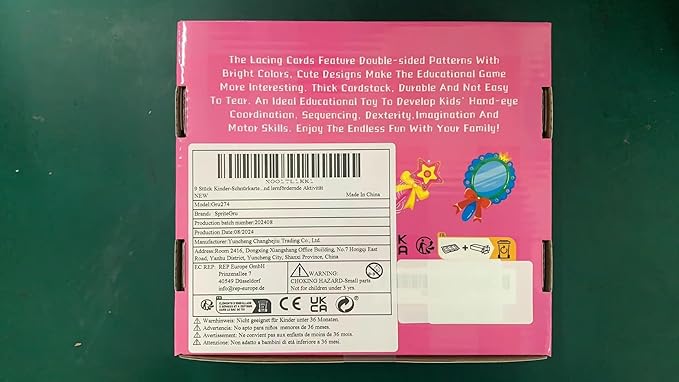 The Lacing Cards Feature Double-sided Patterns With
Bright Colors, Cute Designs Make The Educational Game
More Interesting. Thick Cardstock, Durable And Not Easy
To Tear. An Ideal Educational Toy To Develop Kids' Hand-eye
Coordination, Sequencing, Dexterity,Imagination And
Motor Skills. Enjoy The Endless Fun With Your Family!
9 Stück Kinder-Schnürkarte, nd lernfördernde Aktivität
NEW Made In China
Model:Gru274
Brand: SpriteGru
Production batch number:202408
Production Date:08/2024
Manufacturer:Yuncheng Changhejiu Trading Co., Ltd.
Address:Room 2416, Dongxing Xiangshang Office Building, No.7 Hongqi East
Road, Yanhu District, Yuncheng City, Shanxi Province, China
EC REP: REP Europe GmbH
Prinzenallee 7
40549 Düsseldorf
info@rep-europe.de
WARNING:
CHOKING HAZARD-Small parts
Not for children under 3 yrs.
CE UK
CA
Warnhinweis: Nicht geeignet für Kinder unter 36 Monaten.
Advertencia: No apto para niños menores de 36 meses.
Avertissement: Ne convient pas aux enfants de moins de 36 mois.
Attenzione: Non adatto a bambini di età inferiore a 36 mesi.